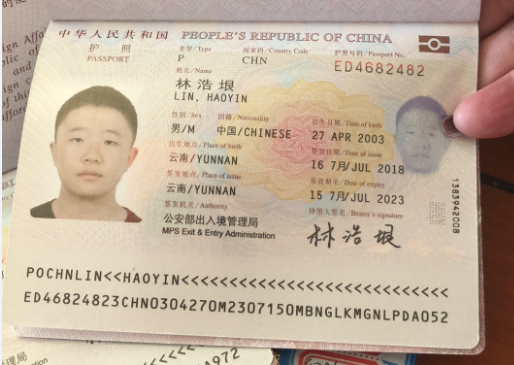 中华人民共和国 PEOPLE'S REPUBLIC OF CHINA
护 照
PASSPORT
类型/Type 国家码/Country Code 护照号码/Passport No.
P CHN ED4682482
姓名/Name
林浩垠
LIN, HAOYIN
性别/Sex 国籍/Nationality 出生日期/Date of birth
男/M 中国/CHINESE 27 APR 2003
出生地点/Place of birth 签发日期/Date of issue
云南/YUNNAN 16 7月/JUL 2018
签发地点/Place of issue 有效期至/Date of expiry
云南/YUNNAN 15 7月/JUL 2023
签发机关/Authority 持照人签名/Bearer's signature
公安部出入境管理局
MPS Exit & Entry Administration
林浩垠
1383942008
POCHNLIN<<HAOYIN<<<<<<<<<<<<<<<<<<<<<<<<<<<<
ED46824823CHN0304270M2307150MBNGLKMGNLPDA052